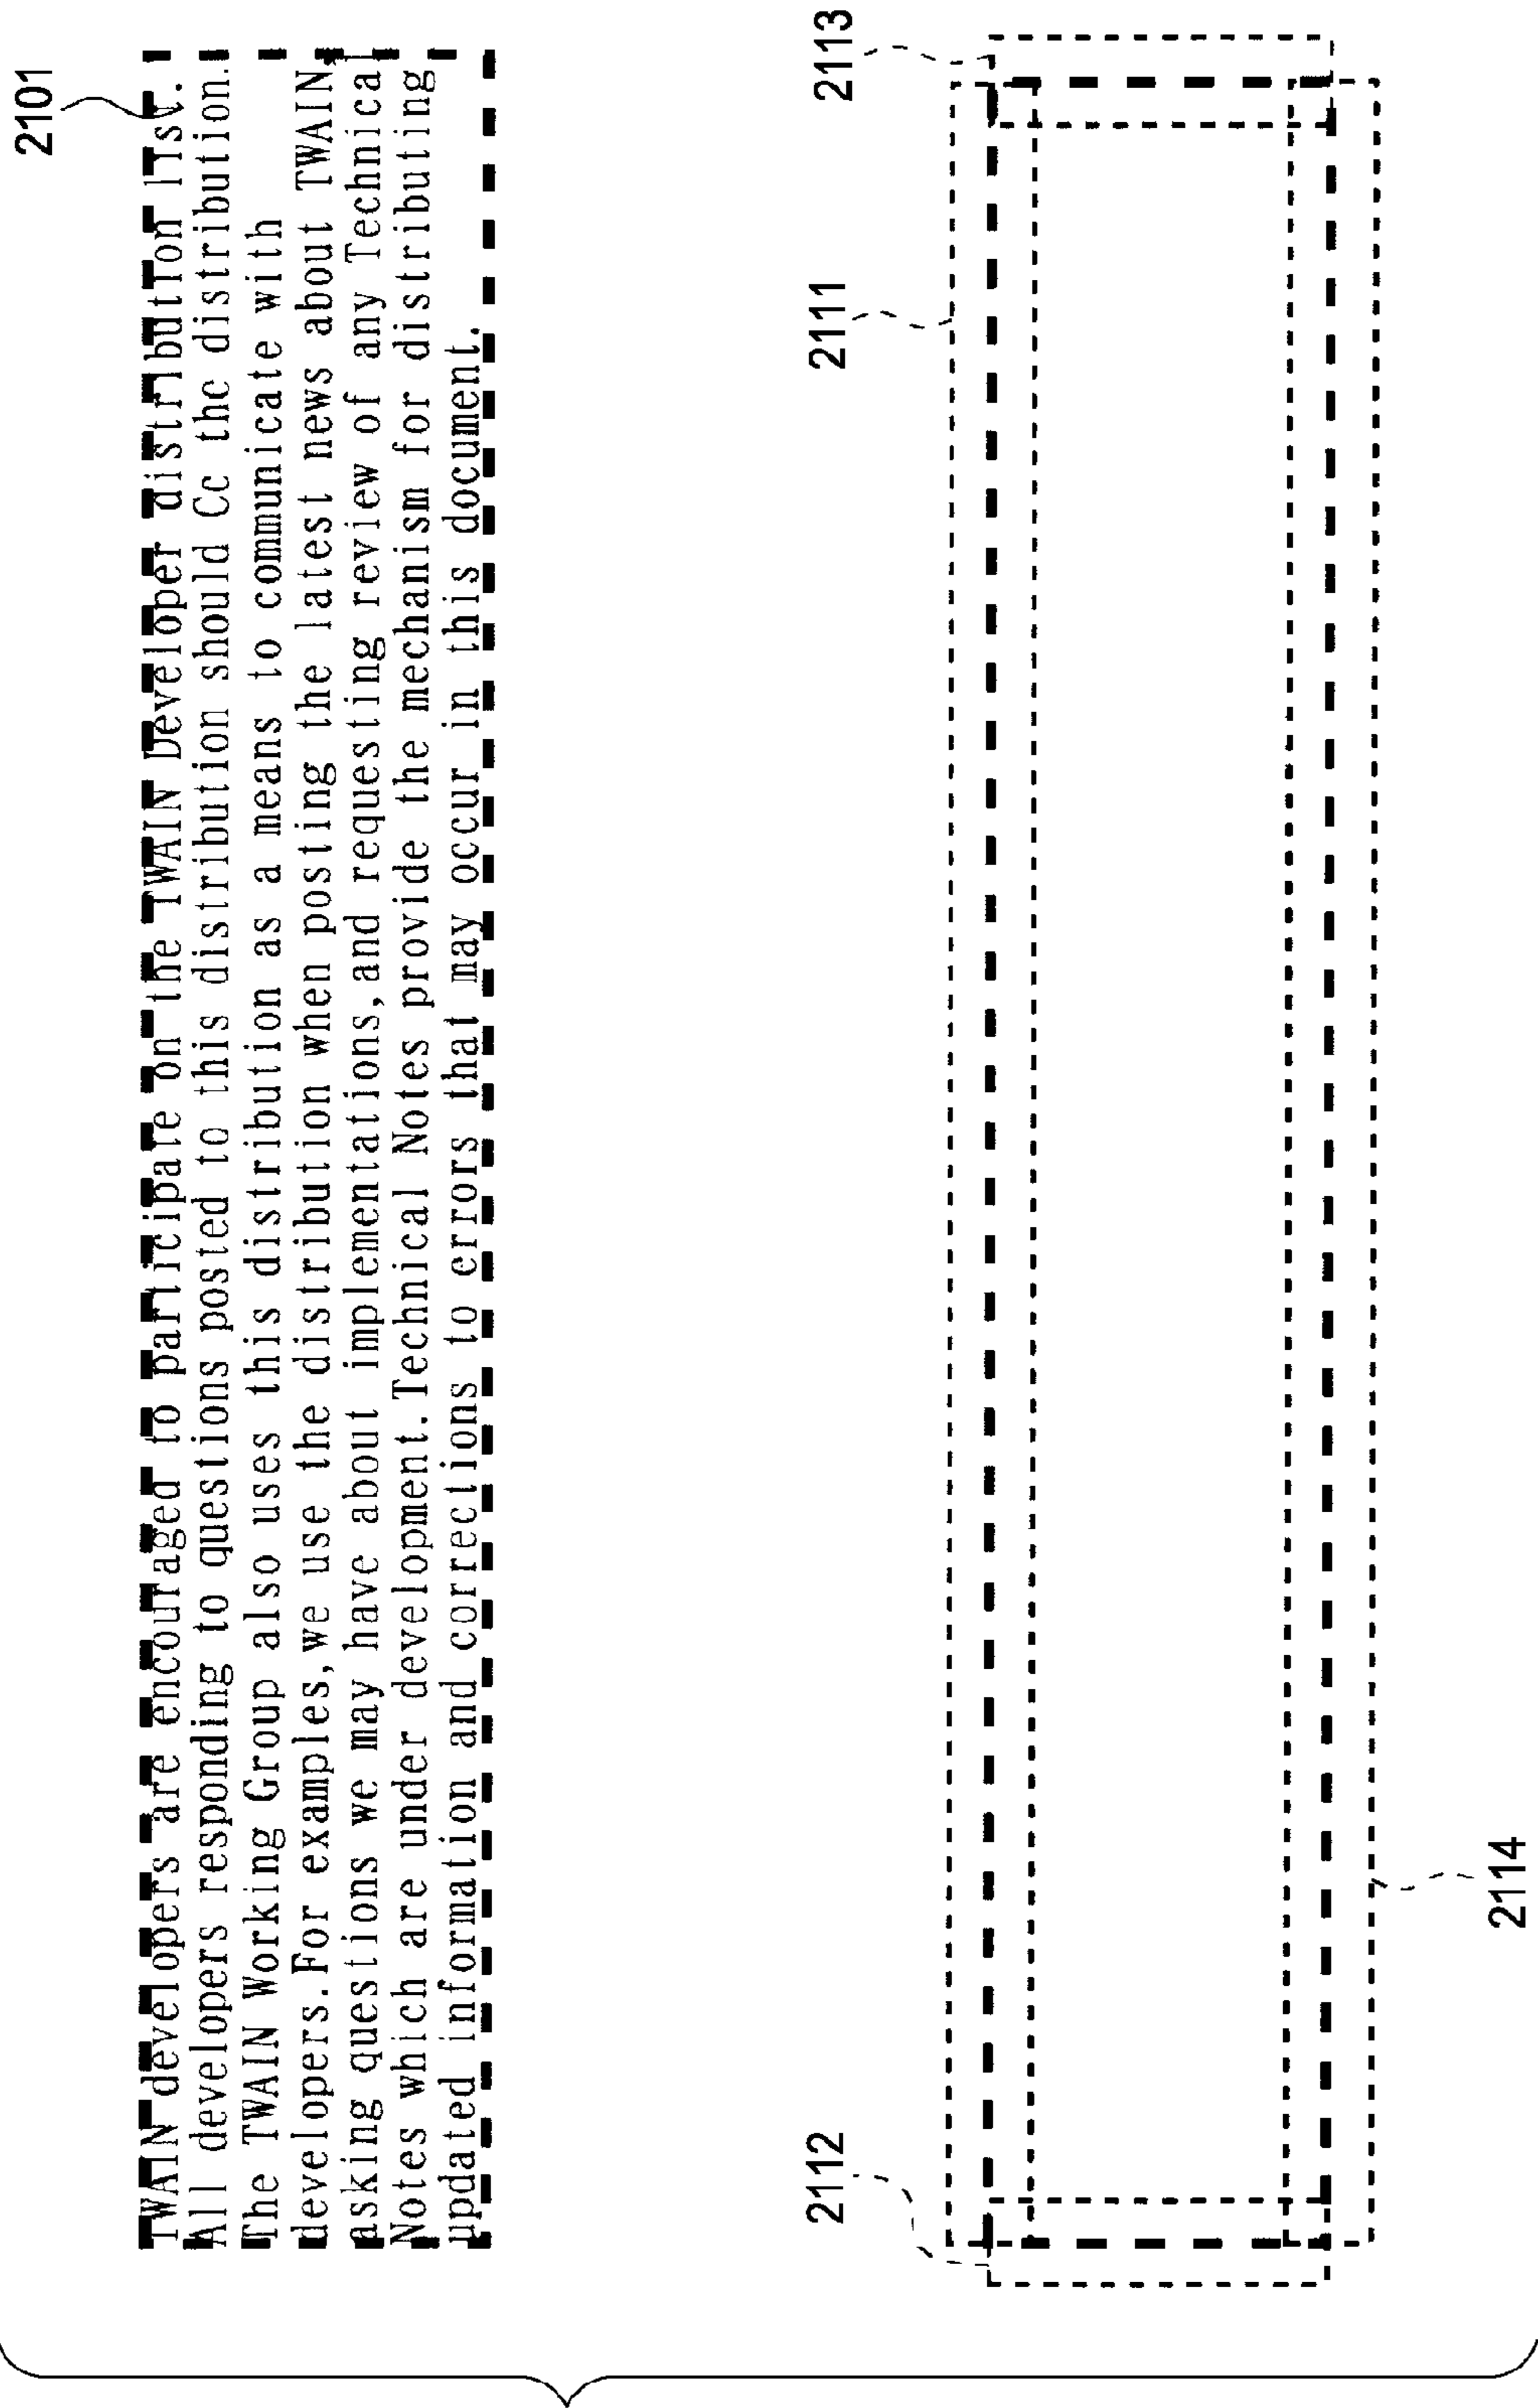 2101
TWAIN developers are encouraged to participate on the TWAIN Developer distribution list.
All developers responding to questions posted to this distribution should Cc the distribution.
The TWAIN Working Group also uses this distribution as a means to communicate with
developers.For examples,we use the distribution when posting the latest news about TWAIN,
asking questions we may have about implementations,and requesting review of any Technical
Notes which are under development.Technical Notes provide the mechanism for distributing
updated information and corrections to errors that may occur in this document.
2112
2111
2113
2114